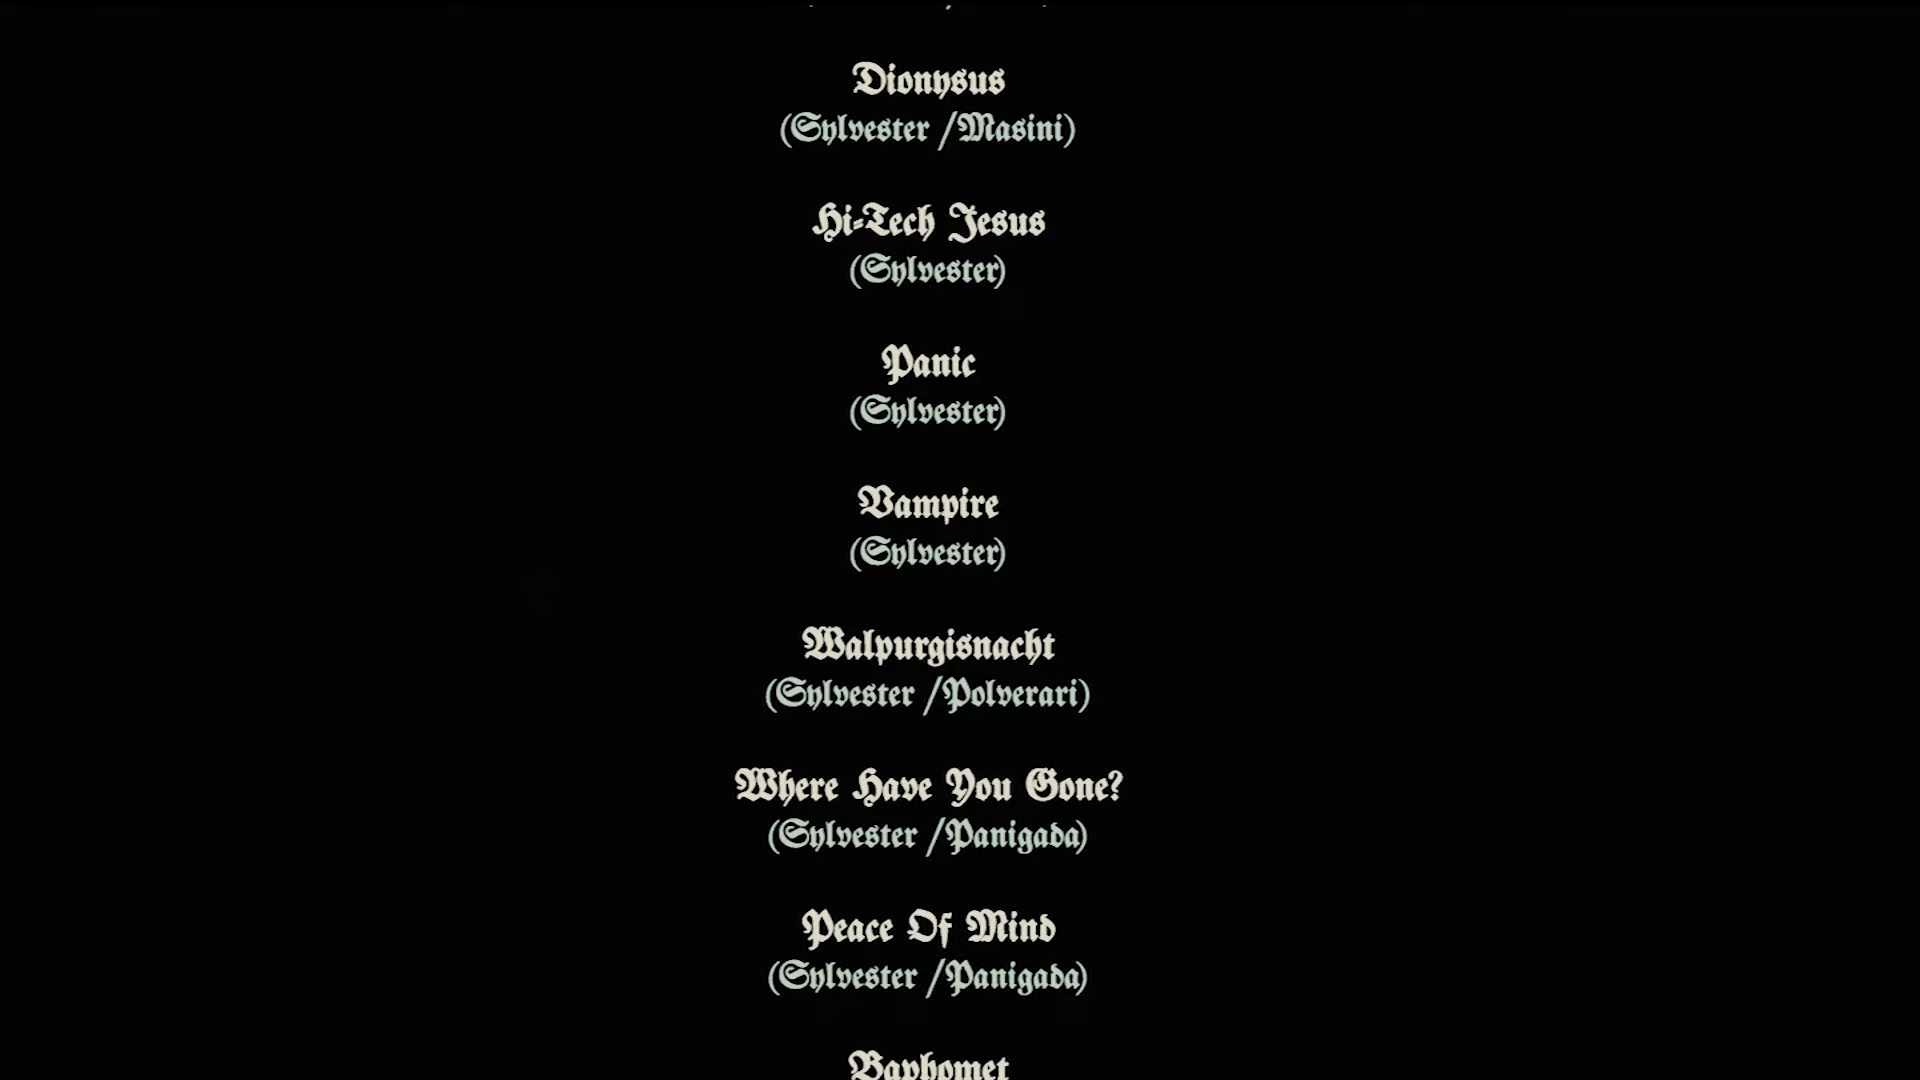 Dionysus
(Sylvester /Masini)
Hi-Tech Jesus
(Sylvester)
Panic
(Sylvester)
Vampire
(Sylvester)
Walpurgisnacht
(Sylvester /Polverari)
Where Have You Gone?
(Sylvester /Panigada)
Peace Of Mind
(Sylvester /Panigada)
Baphomet